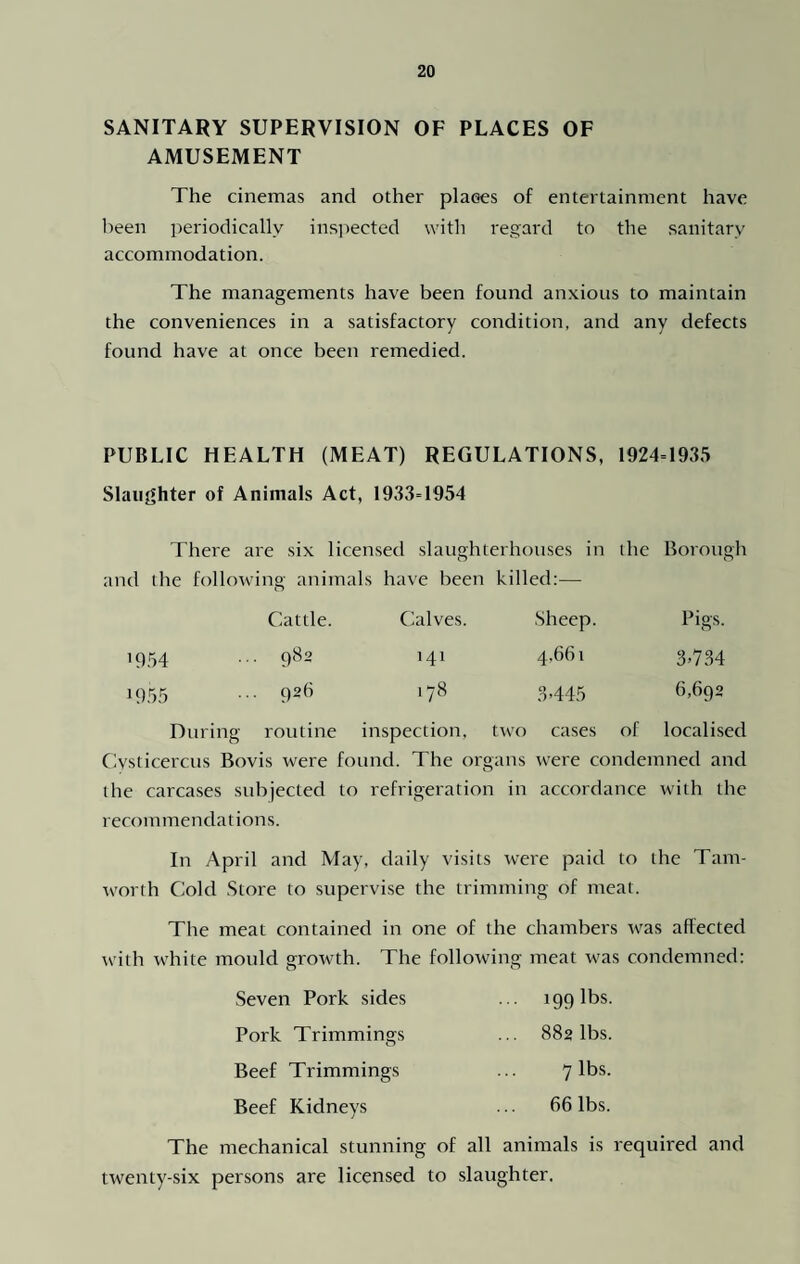 20
SANITARY SUPERVISION OF PLACES OF
AMUSEMENT
The cinemas and other places of entertainment have
been periodically inspected with regard to the sanitary
accommodation.
The managements have been found anxious to maintain
the conveniences in a satisfactory condition, and any defects
found have at once been remedied.
PUBLIC HEALTH (MEAT) REGULATIONS, 1924=1935
Slaughter of Animals Act, 1933=1954
There are six licensed slaughterhouses in the Borough
and the following animals have been killed:—
Cattle. Calves. Sheep. Pigs.
1954 ... 982 141 4,661 3,734
1955 ... 926 178 3,445 6,692
During routine inspection, two cases of localised
Cysticercus Bovis were found. The organs were condemned and
the carcases subjected to refrigeration in accordance with the
recommendations.
In April and May, daily visits were paid to the Tam-
worth Cold Store to supervise the trimming of meat.
The meat contained in one of the chambers was affected
with white mould growth. The following meat was condemned:
Seven Pork sides ... 199 lbs.
Pork Trimmings ... 882 lbs.
Beef Trimmings ... 7 lbs.
Beef Kidneys ... 66 lbs.
The mechanical stunning of all animals is required and
twenty-six persons are licensed to slaughter.